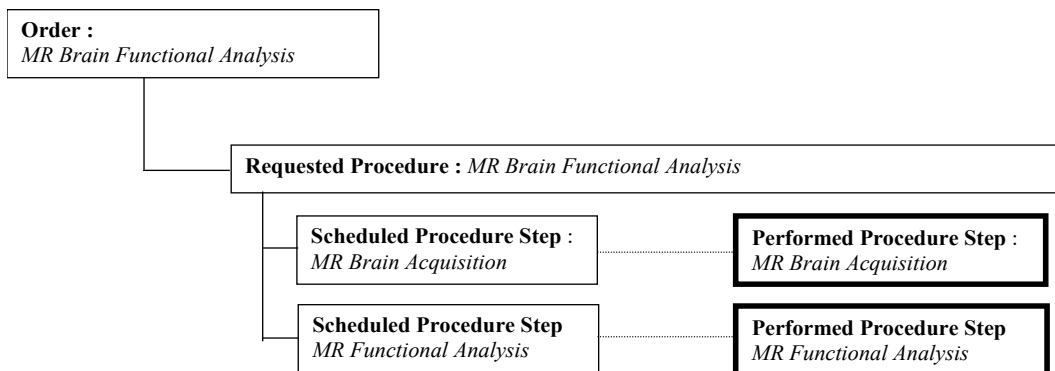 Order :
MR Brain Functional Analysis
Requested Procedure : MR Brain Functional Analysis
Scheduled Procedure Step :
MR Brain Acquisition
Performed Procedure Step :
MR Brain Acquisition
Scheduled Procedure Step
MR Functional Analysis
Performed Procedure Step
MR Functional Analysis